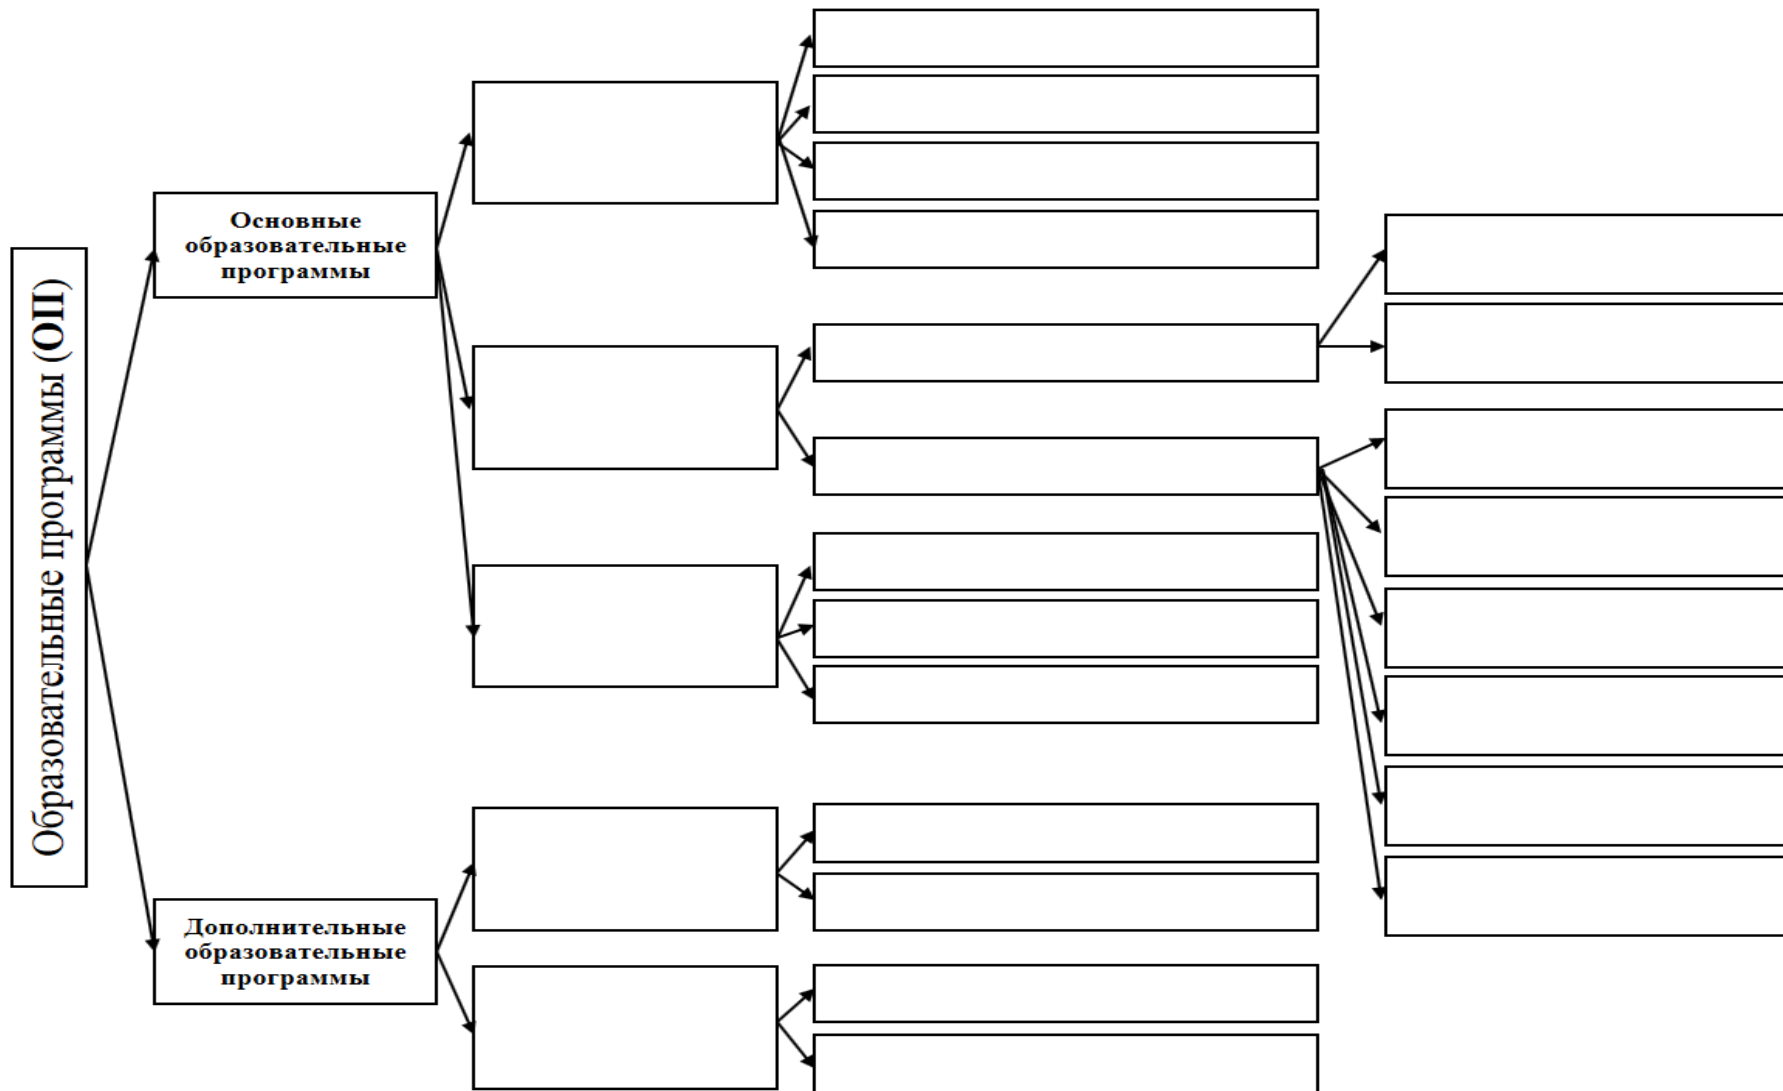 Образовательные программы (ОП)
Основные
образовательные
программы
Дополнительные
образовательные
программы